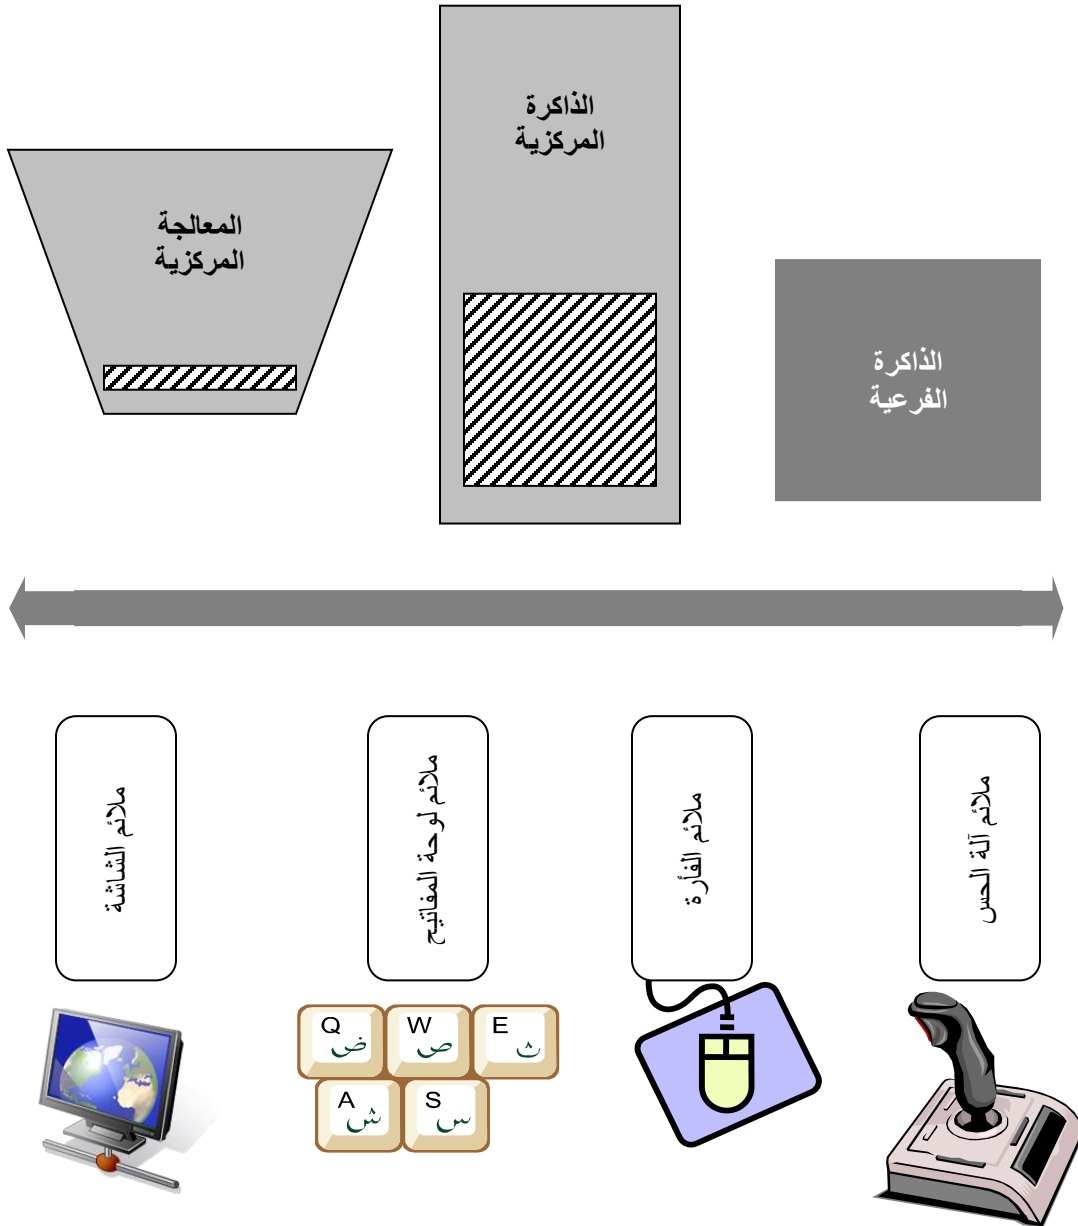 الذاكرة
المركزية
المعالجة
المركزية
الذاكرة
الفرعية
ملائم الشاشة
ملائم لوحة المفاتيح
ملائم الفأرة
ملائم آلة الحس
Q ض
W ص
E ث
A ش
S س